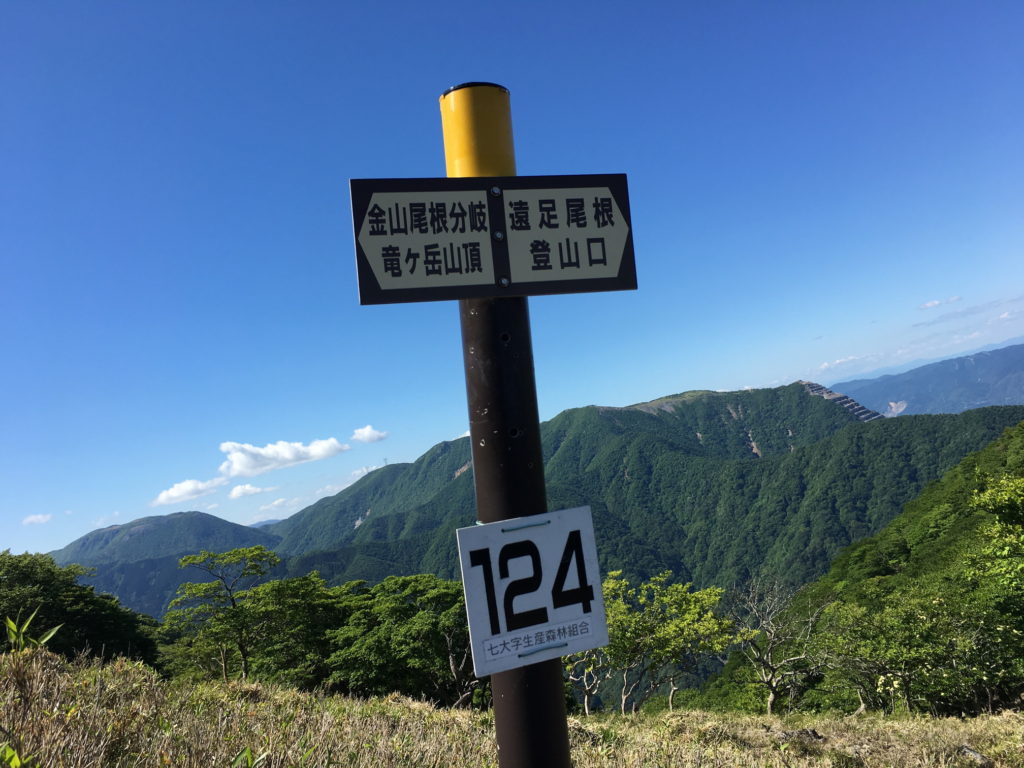 金山尾根分岐
竜ヶ岳山頂
遠足尾根
登山口
124
七大字生産森林組合